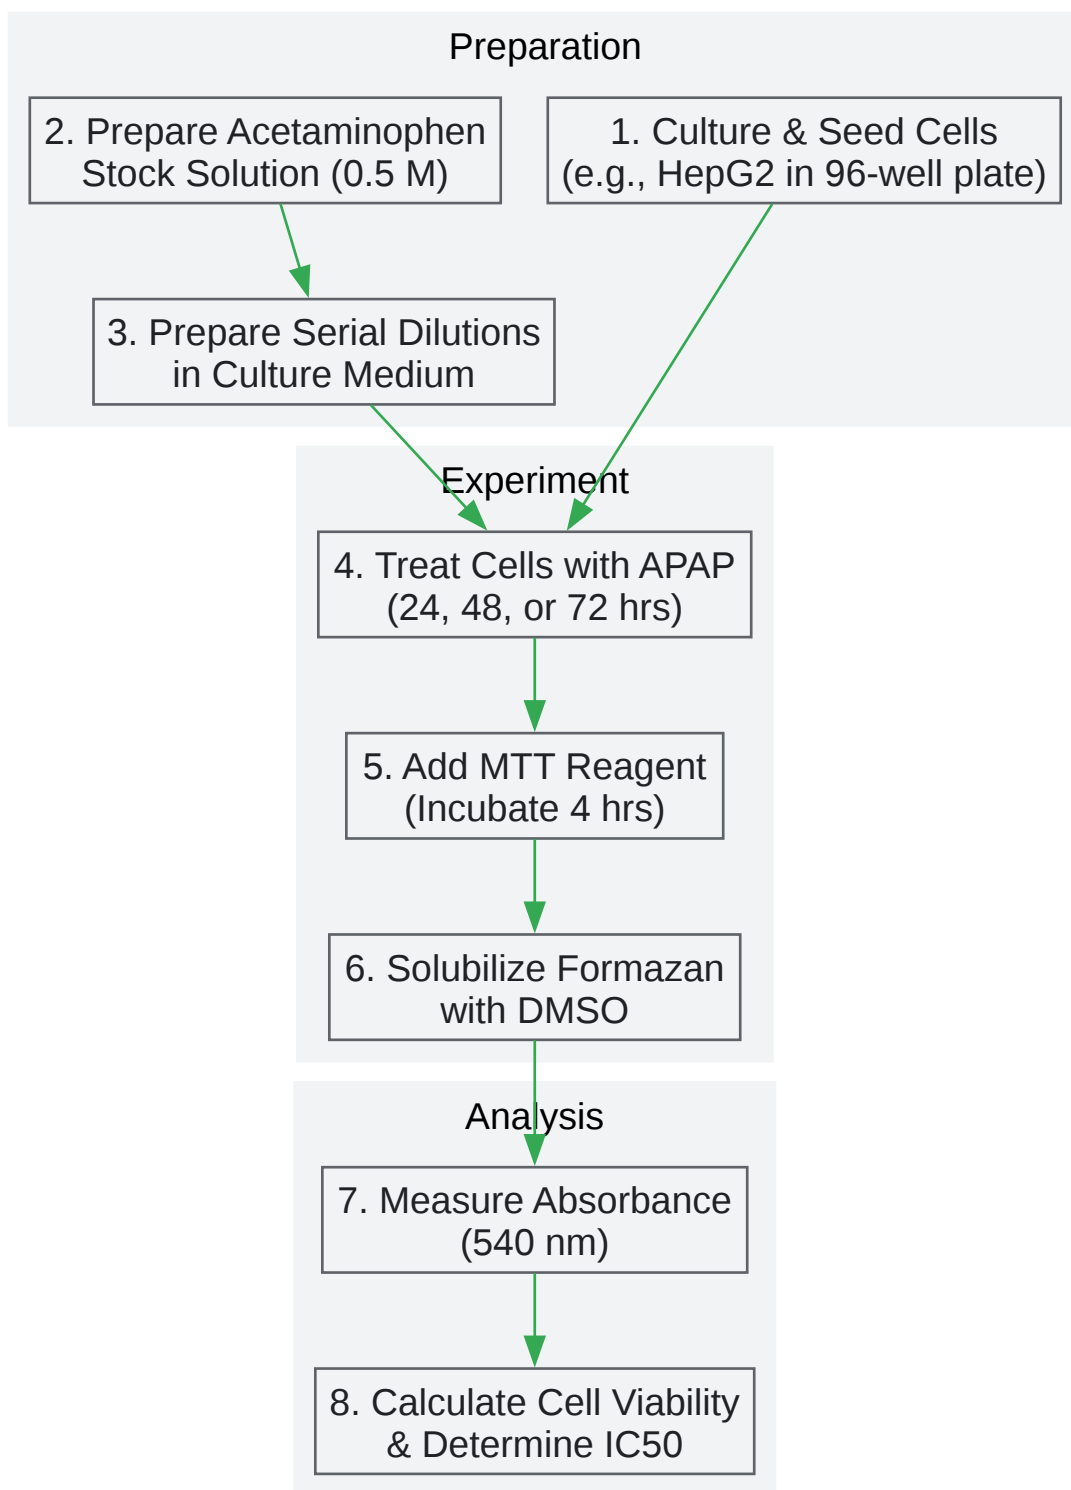 Preparation
2. Prepare Acetaminophen
Stock Solution (0.5 M)
1. Culture & Seed Cells
(e.g., HepG2 in 96-well plate)
3. Prepare Serial Dilutions
in Culture Medium
Experiment
4. Treat Cells with APAP
(24, 48, or 72 hrs)
5. Add MTT Reagent
(Incubate 4 hrs)
6. Solubilize Formazan
with DMSO
Analysis
7. Measure Absorbance
(540 nm)
8. Calculate Cell Viability
& Determine IC50